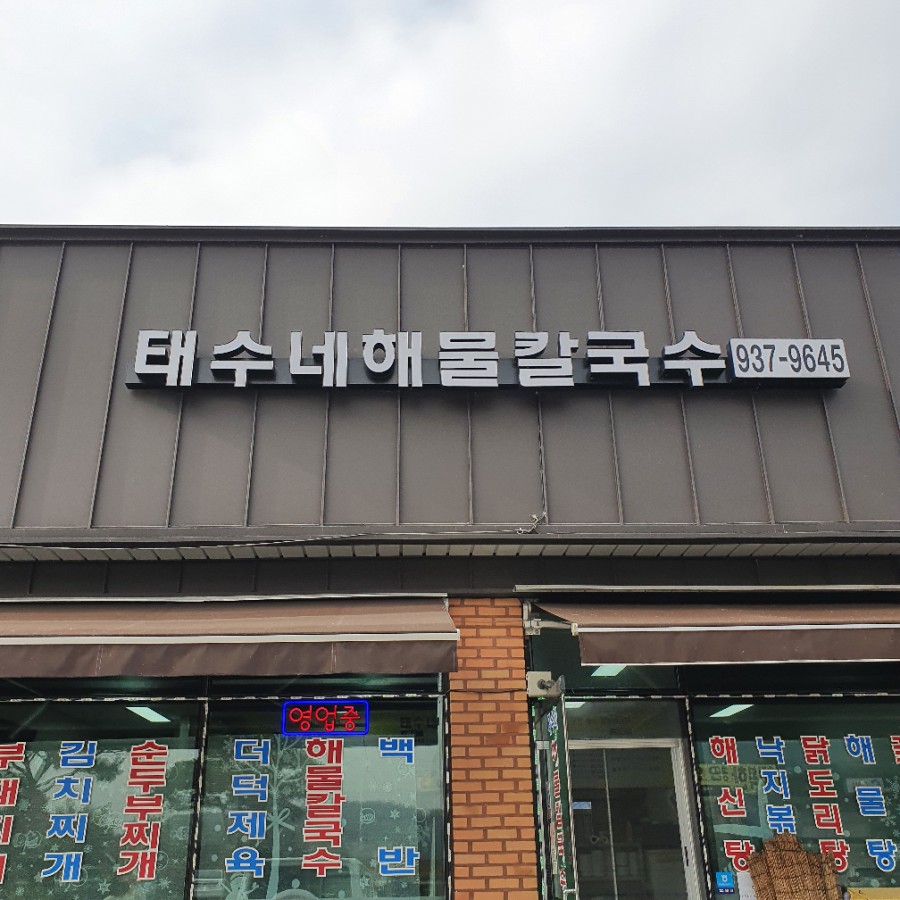 태수네해물칼국수 937-9645
영업중
김치찌개
순두부찌개
더덕제육
해물칼국수
백반
해신탕
낙지볶
닭도리탕
해물탕